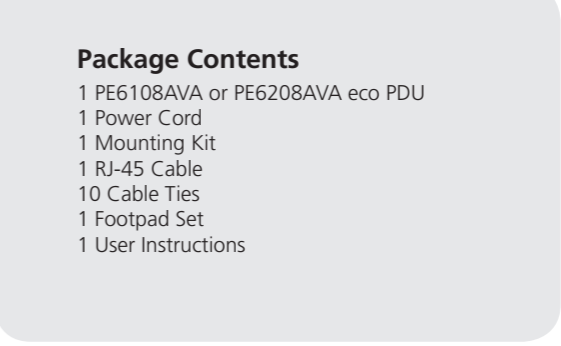 Package Contents
1 PE6108AVA or PE6208AVA eco PDU
1 Power Cord
1 Mounting Kit
1 RJ-45 Cable
10 Cable Ties
1 Footpad Set
1 User Instructions